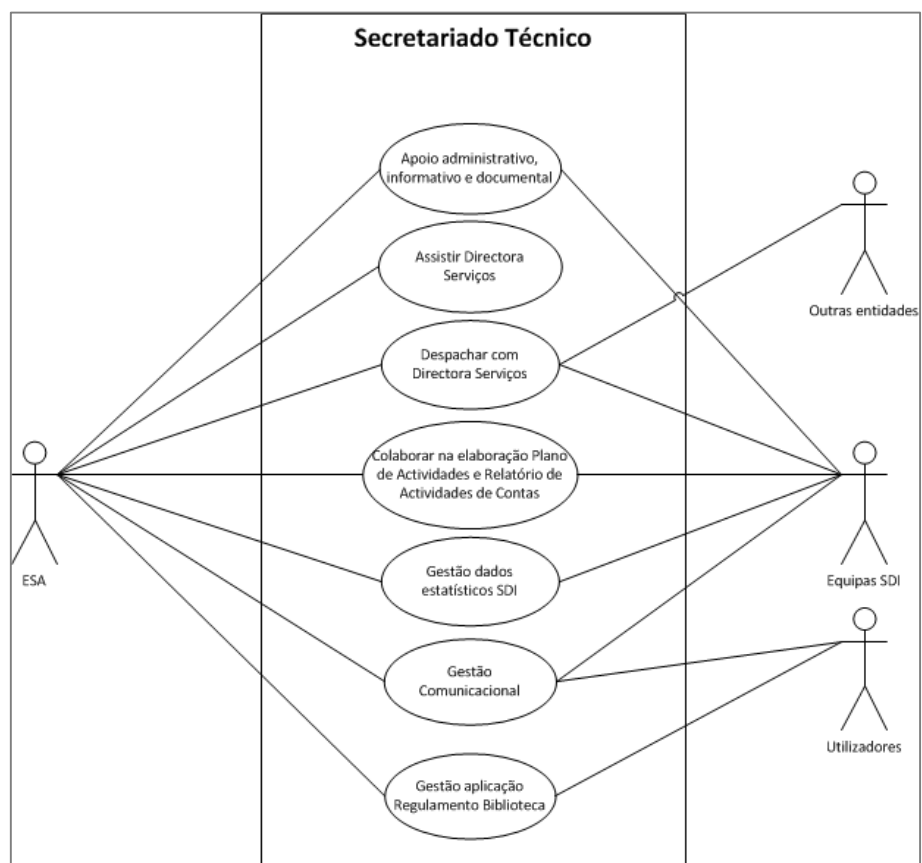 Secretariado Técnico
Apoio administrativo,
informativo e documental
Assistir Directora
Serviços
Despachar com
Directora Serviços
Colaborar na elaboração Plano
de Actividades e Relatório de
Actividades de Contas
Gestão dados
estatísticos SDI
Gestão
Comunicacional
Gestão aplicação
Regulamento Biblioteca
ESA
Outras entidades
Equipas SDI
Utilizadores